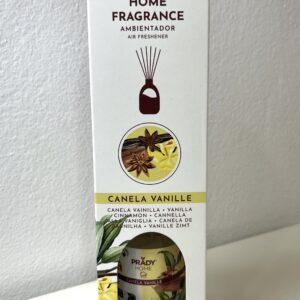 HOME
FRAGRANCE
AMBIENTADOR
AIR FRESHENER
CANELA VANILLE
CANELA VAINILLA • VANILLA
CINNAMON • CANNELLA
VANIGLIA • CANELA DE
• VANILLE ZIMT
PRADY
HOME
CANELA VANILLE